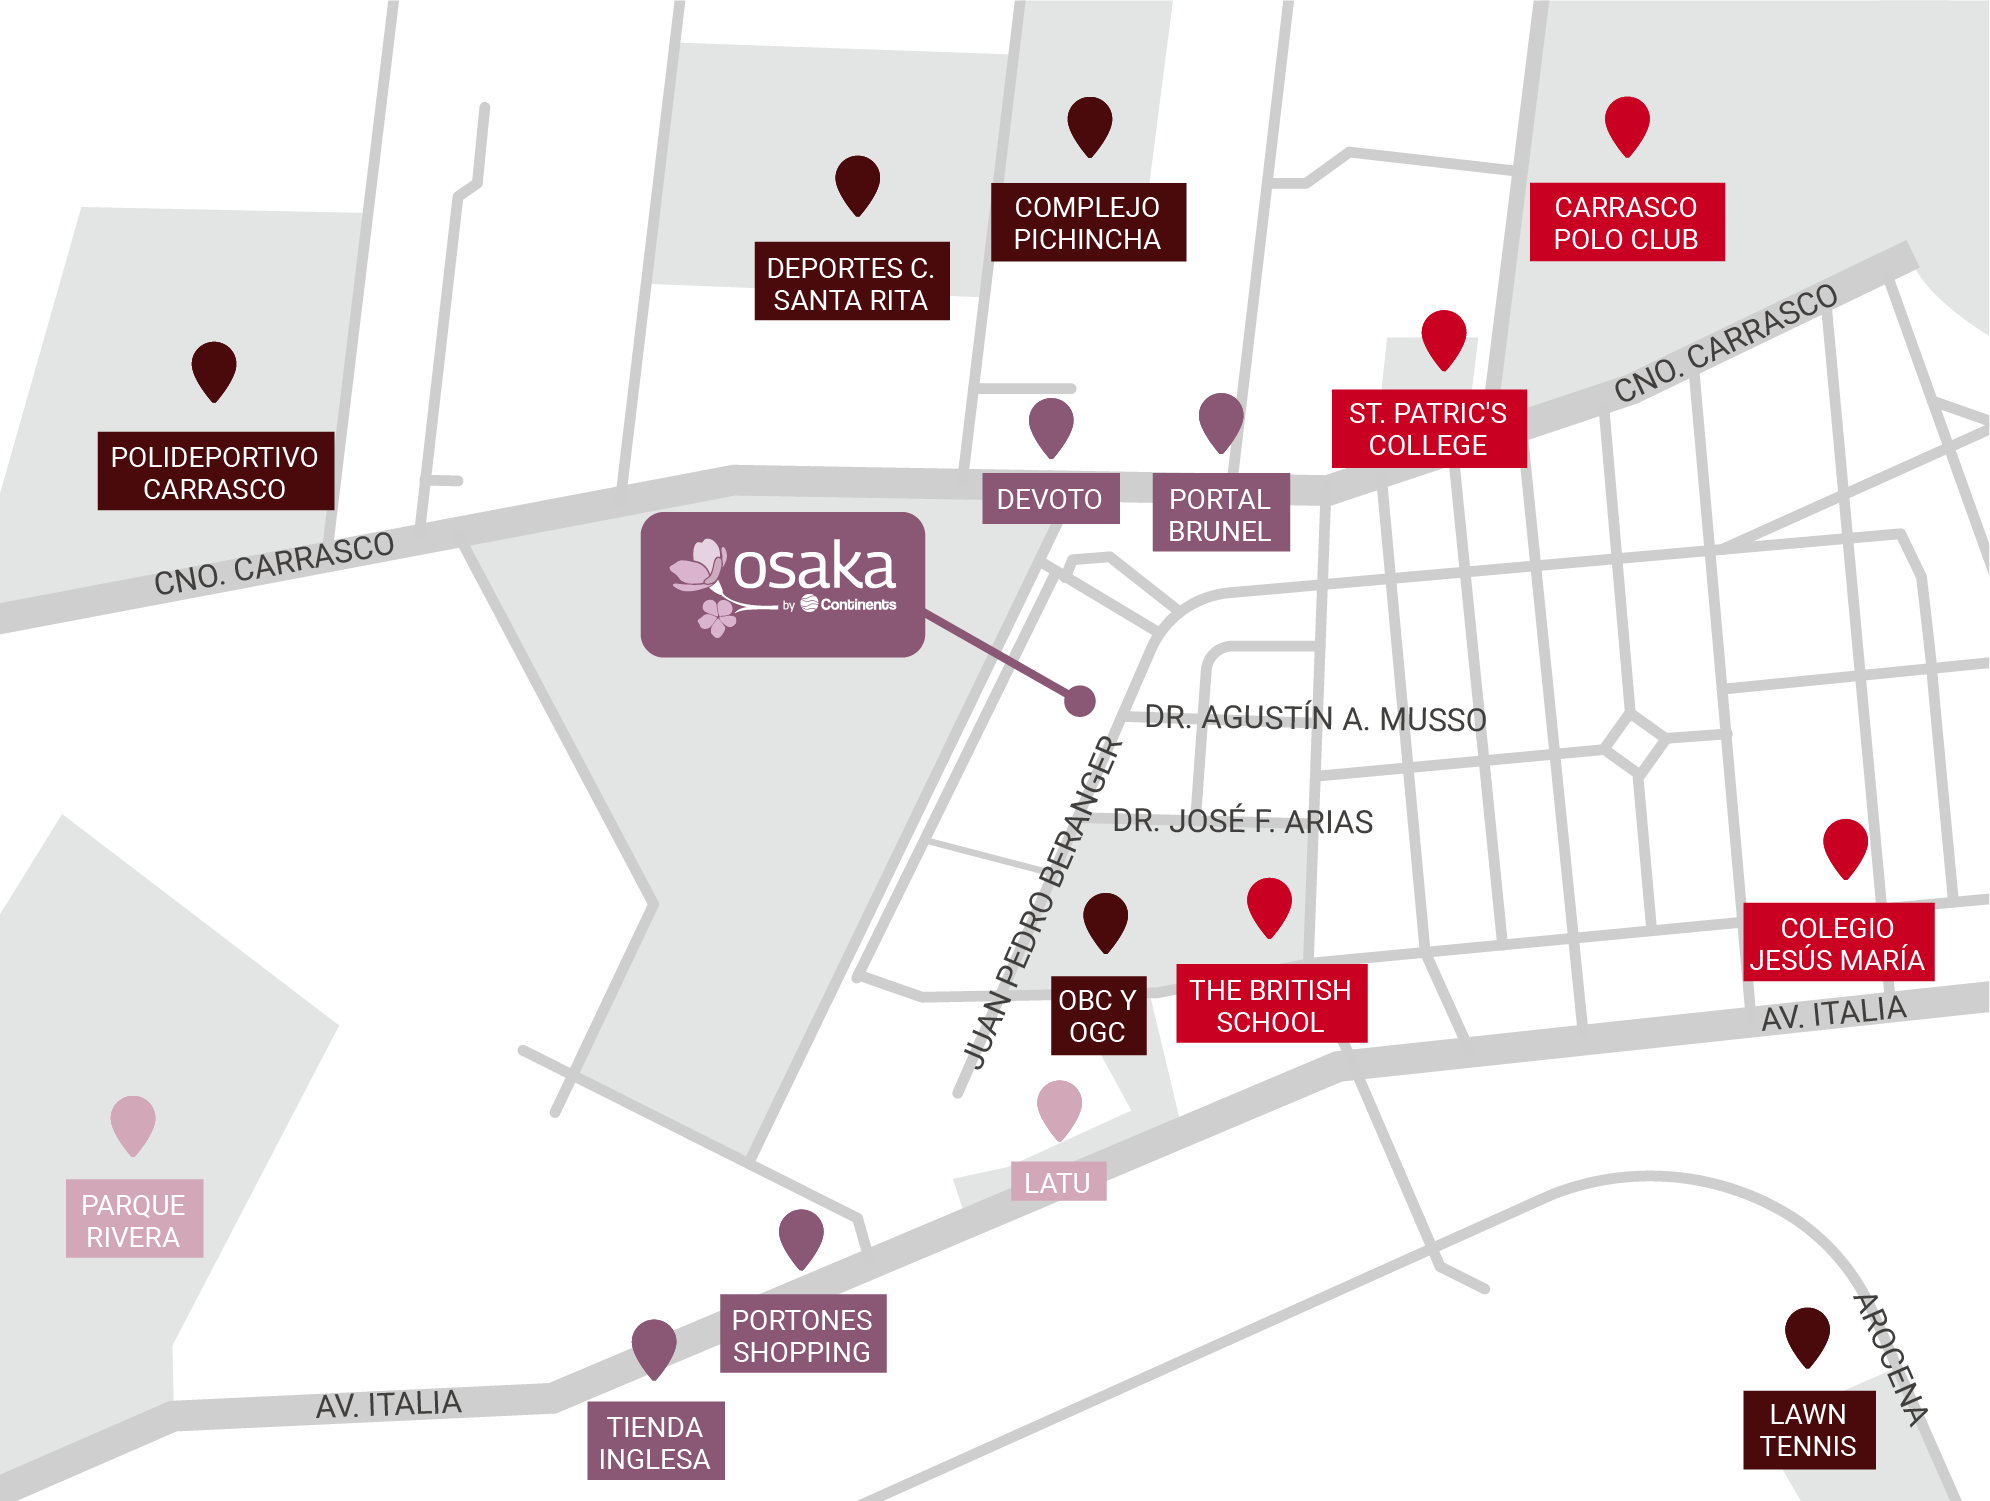 COMPLEJO
PICHINCHA
CARRASCO
POLO CLUB
DEPORTES C.
SANTA RITA
CNO. CARRASCO
ST. PATRIC'S
COLLEGE
POLIDEPORTIVO
CARRASCO
DEVOTO
PORTAL
BRUNEL
CNO. CARRASCO
osaka
by Continents
DR. AGUSTÍN A. MUSSO
JUAN PEDRO BERANGER
DR. JOSÉ F. ARIAS
COLEGIO
JESÚS MARÍA
OBC Y
OGC
THE BRITISH
SCHOOL
AV. ITALIA
LATU
PARQUE
RIVERA
PORTONES
SHOPPING
AROCENA
AV. ITALIA
TIENDA
INGLESA
LAWN
TENNIS